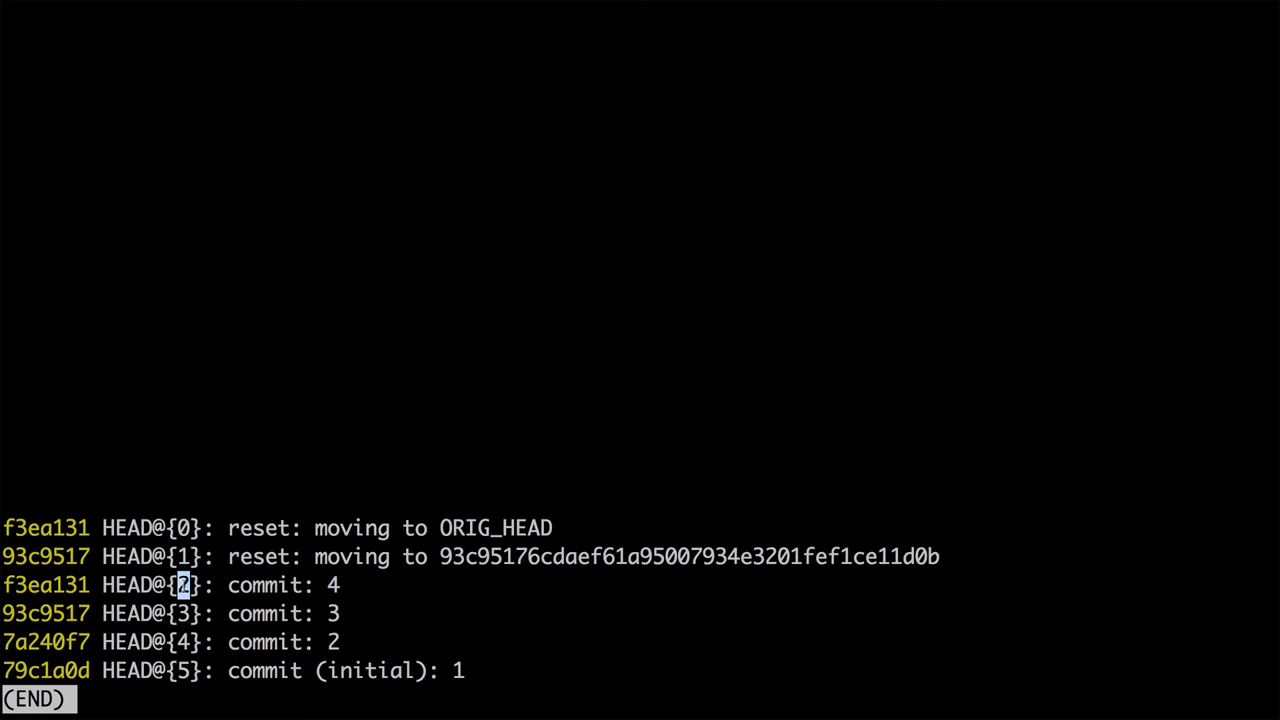 f3ea131 HEAD@{0}: reset: moving to ORIG_HEAD
93c9517 HEAD@{1}: reset: moving to 93c95176cdaef61a95007934e3201fef1ce11d0b
f3ea131 HEAD@{2}: commit: 4
93c9517 HEAD@{3}: commit: 3
7a240f7 HEAD@{4}: commit: 2
79c1a0d HEAD@{5}: commit (initial): 1
(END)